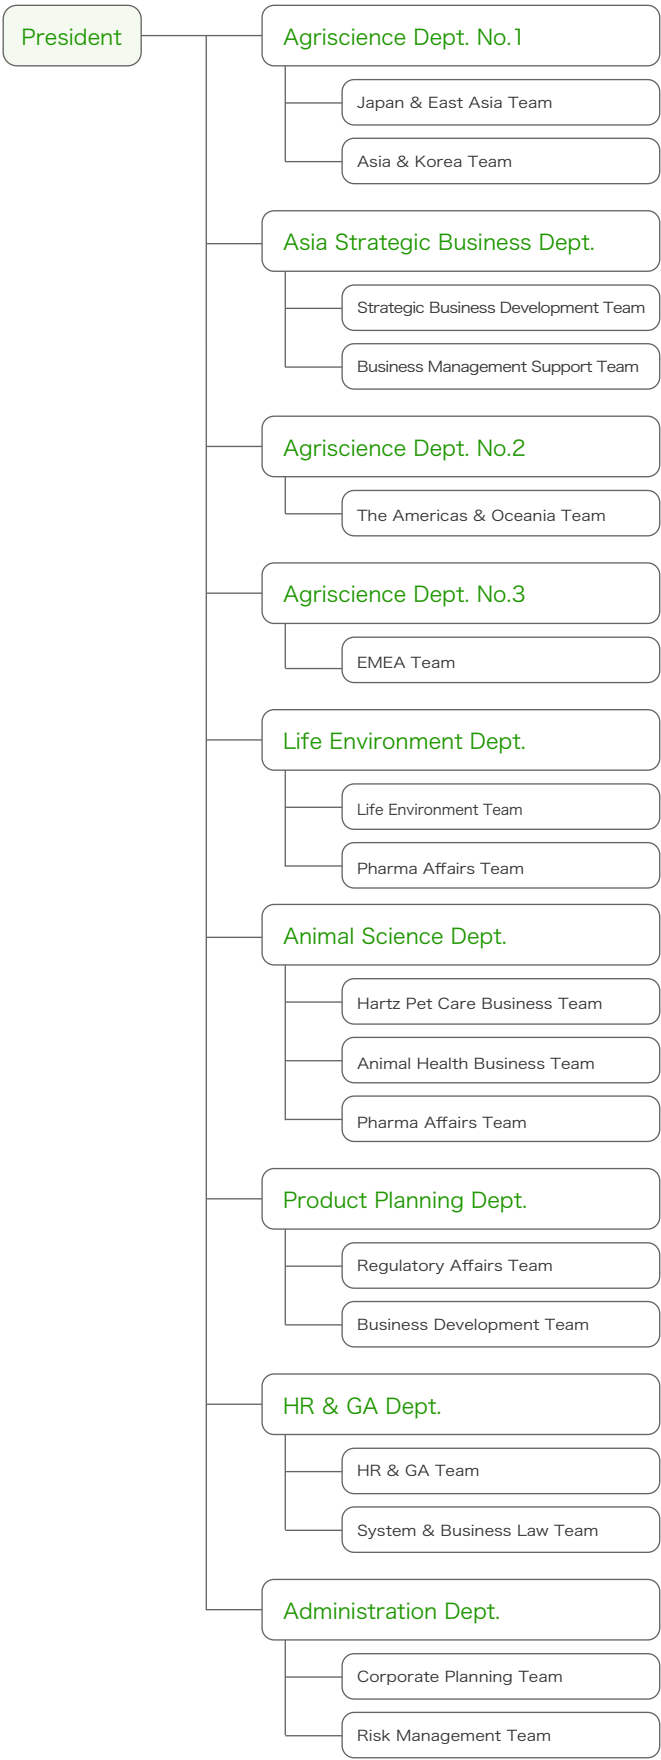 President
Agriscience Dept. No.1
Japan & East Asia Team
Asia & Korea Team
Asia Strategic Business Dept.
Strategic Business Development Team
Business Management Support Team
Agriscience Dept. No.2
The Americas & Oceania Team
Agriscience Dept. No.3
EMEA Team
Life Environment Dept.
Life Environment Team
Pharma Affairs Team
Animal Science Dept.
Hartz Pet Care Business Team
Animal Health Business Team
Pharma Affairs Team
Product Planning Dept.
Regulatory Affairs Team
Business Development Team
HR & GA Dept.
HR & GA Team
System & Business Law Team
Administration Dept.
Corporate Planning Team
Risk Management Team